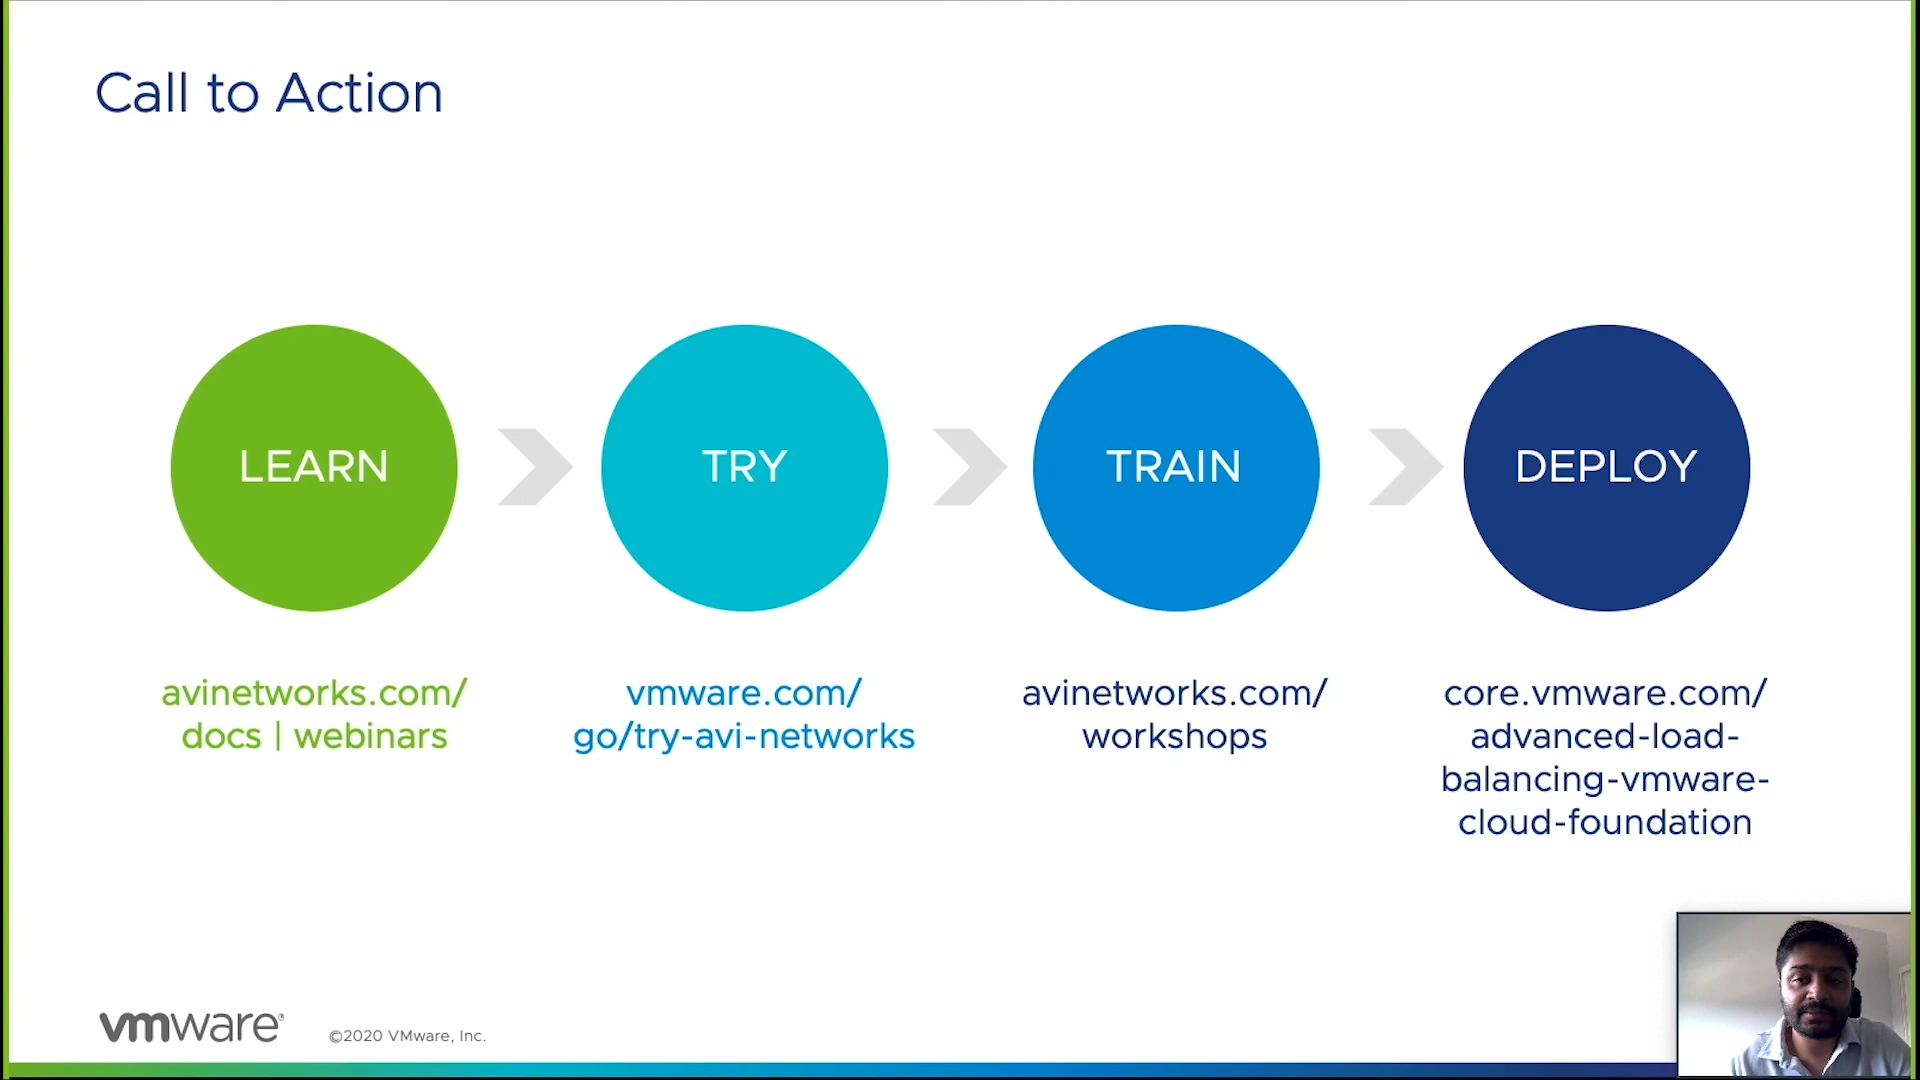 Call to Action
LEARN
TRY
TRAIN
DEPLOY
avinetworks.com/
docs | webinars
vmware.com/
go/try-avi-networks
avinetworks.com/
workshops
core.vmware.com/
advanced-load-
balancing-vmware-
cloud-foundation
vmware®
©2020 VMware, Inc.